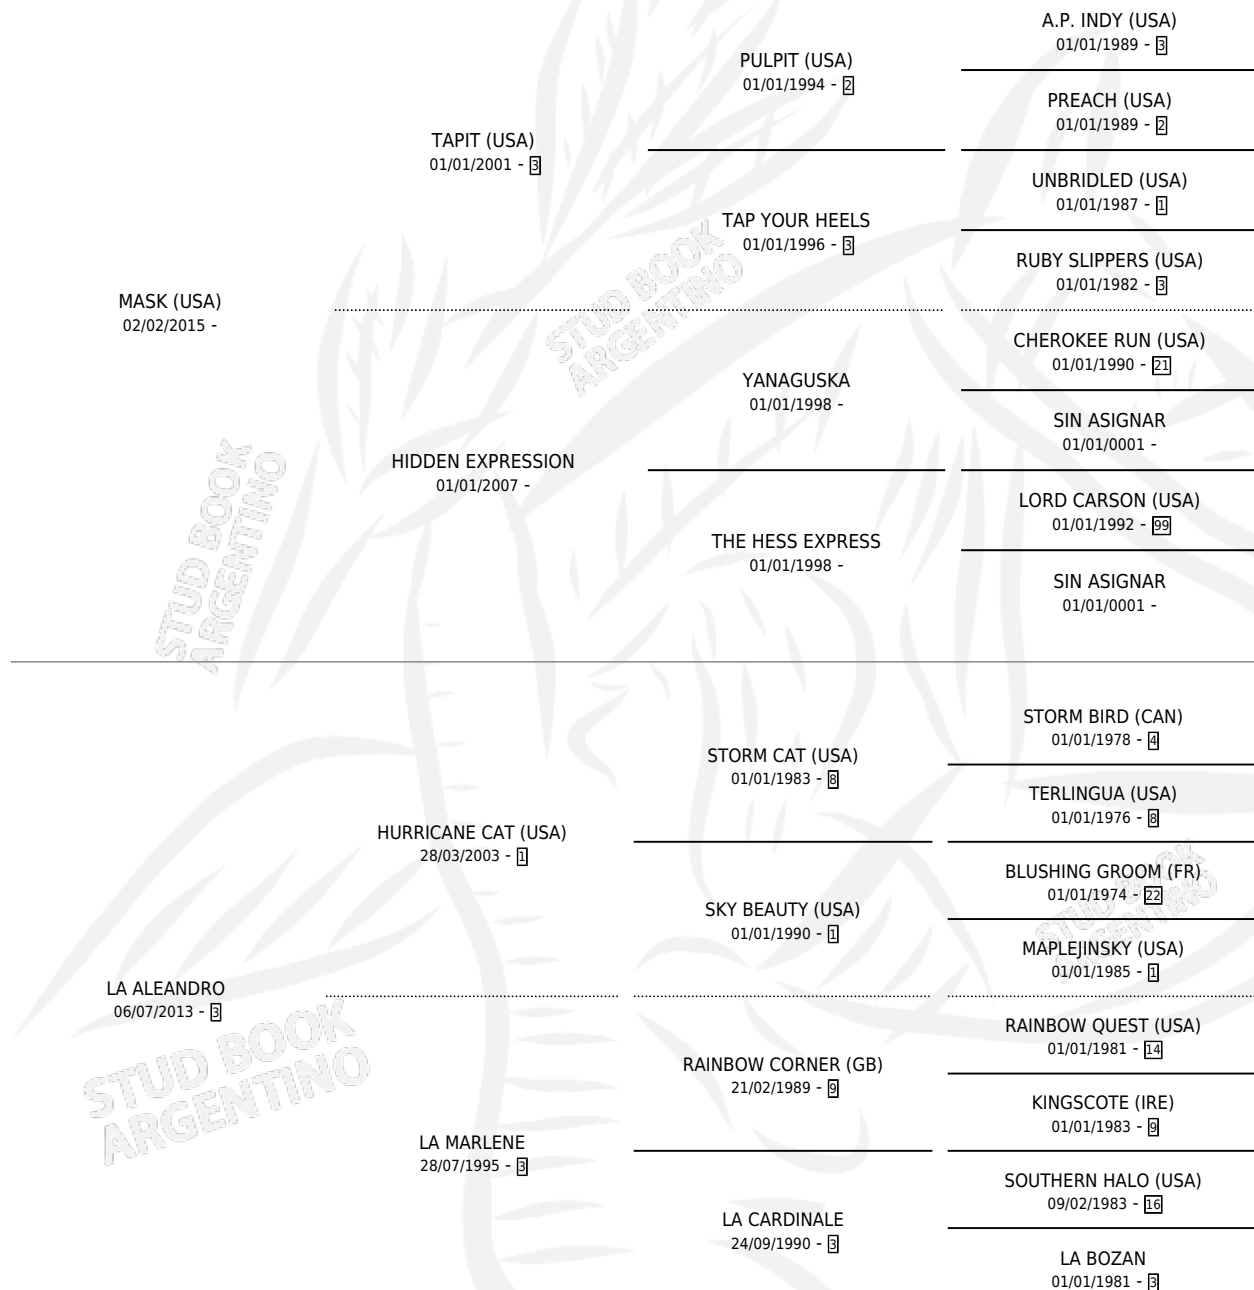 A.P. INDY (USA)
01/01/1989 - 3
PULPIT (USA)
01/01/1994 - 2
PREACH (USA)
01/01/1989 - 2
TAPIT (USA)
01/01/2001 - 3
UNBRIDLED (USA)
01/01/1987 - 1
TAP YOUR HEELS
01/01/1996 - 3
RUBY SLIPPERS (USA)
01/01/1982 - 3
MASK (USA)
02/02/2015 -
CHEROKEE RUN (USA)
01/01/1990 - 21
YANAGUSKA
01/01/1998 -
SIN ASIGNAR
01/01/0001 -
HIDDEN EXPRESSION
01/01/2007 -
LORD CARSON (USA)
01/01/1992 - 99
THE HESS EXPRESS
01/01/1998 -
SIN ASIGNAR
01/01/0001 -
STORM BIRD (CAN)
01/01/1978 - 4
STORM CAT (USA)
01/01/1983 - 8
TERLINGUA (USA)
01/01/1976 - 8
HURRICANE CAT (USA)
28/03/2003 - 1
BLUSHING GROOM (FR)
01/01/1974 - 22
SKY BEAUTY (USA)
01/01/1990 - 1
MAPLEJINSKY (USA)
01/01/1985 - 1
LA ALEANDRO
06/07/2013 - 3
RAINBOW QUEST (USA)
01/01/1981 - 14
RAINBOW CORNER (GB)
21/02/1989 - 9
KINGSCOTE (IRE)
01/01/1983 - 9
LA MARLENE
28/07/1995 - 3
SOUTHERN HALO (USA)
09/02/1983 - 16
LA CARDINALE
24/09/1990 - 3
LA BOZAN
01/01/1981 - 3
STUD BOOK
ARGENTINO
STUD BOOK
ARGENTINO
STUD BOOK
ARGENTINO
STUD BOOK
ARGENTINO